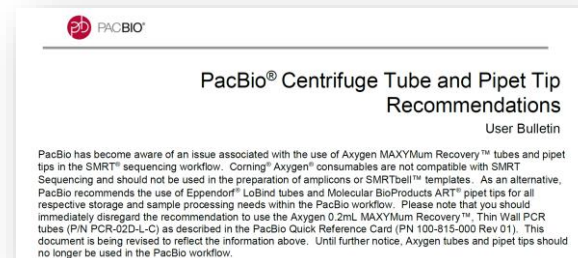 PACBIO®
PacBio® Centrifuge Tube and Pipet Tip
Recommendations
User Bulletin
PacBio has become aware of an issue associated with the use of Axygen MAXYMum Recovery™ tubes and pipet
tips in the SMRT® sequencing workflow. Corning® Axygen® consumables are not compatible with SMRT
Sequencing and should not be used in the preparation of amplicons or SMRTbell™ templates. As an alternative,
PacBio recommends the use of Eppendorf® LoBind tubes and Molecular BioProducts ART® pipet tips for all
respective storage and sample processing needs within the PacBio workflow. Please note that you should
immediately disregard the recommendation to use the Axygen 0.2mL MAXYMum Recovery™, Thin Wall PCR
tubes (P/N PCR-02D-L-C) as described in the PacBio Quick Reference Card (PN 100-815-000 Rev 01). This
document is being revised to reflect the information above. Until further notice, Axygen tubes and pipet tips should
no longer be used in the PacBio workflow.